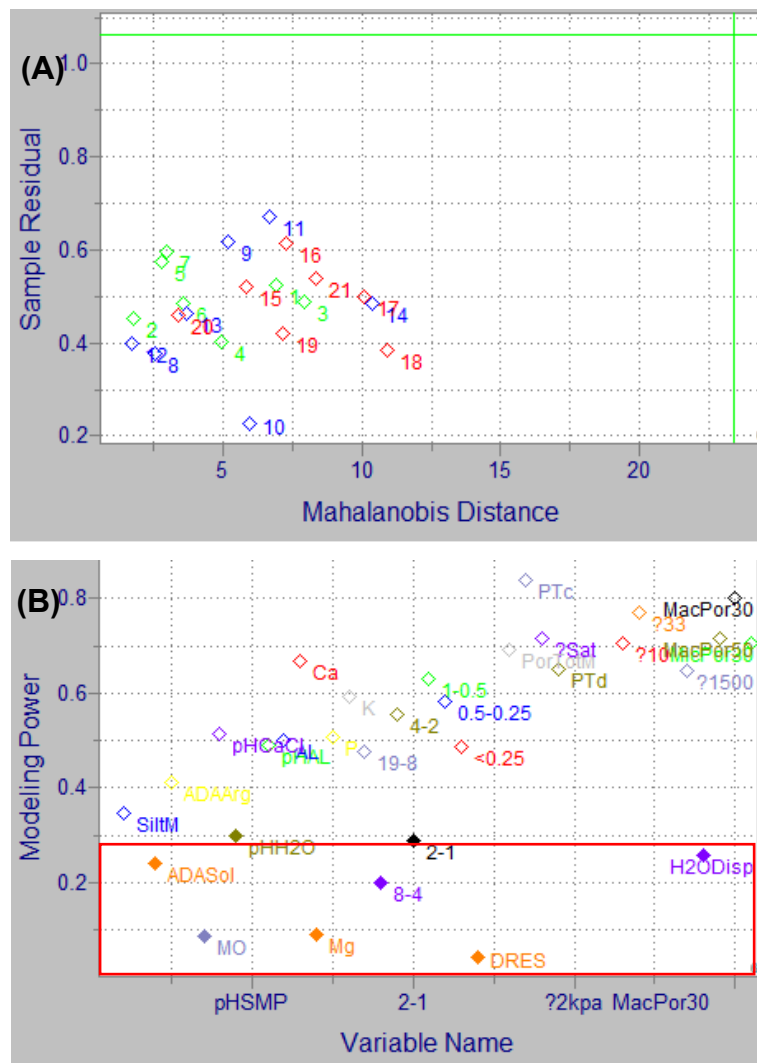 (A)
Sample Residual
1.0
0.8
0.6
0.4
0.2
11
9
16
7
5
21
15
1
17
6
3
14
2
20
13
19
12
8
4
18
10
5
10
15
20
Mahalanobis Distance
(B)
Modeling Power
0.8
0.6
0.4
0.2
PTc
MacPor30
?33
?Sat
PorTotM
?10
MacPor50
Ca
PTd
?1500
1-0.5
K
0.5-0.25
4-2
pHCaCl
AL
P
19-8
<0.25
ADAArg
SiltM
pHH2O
2-1
ADASol
8-4
H2ODisp
MO
Mg
DRES
pHSMP
2-1
?2kpa
MacPor30
Variable Name